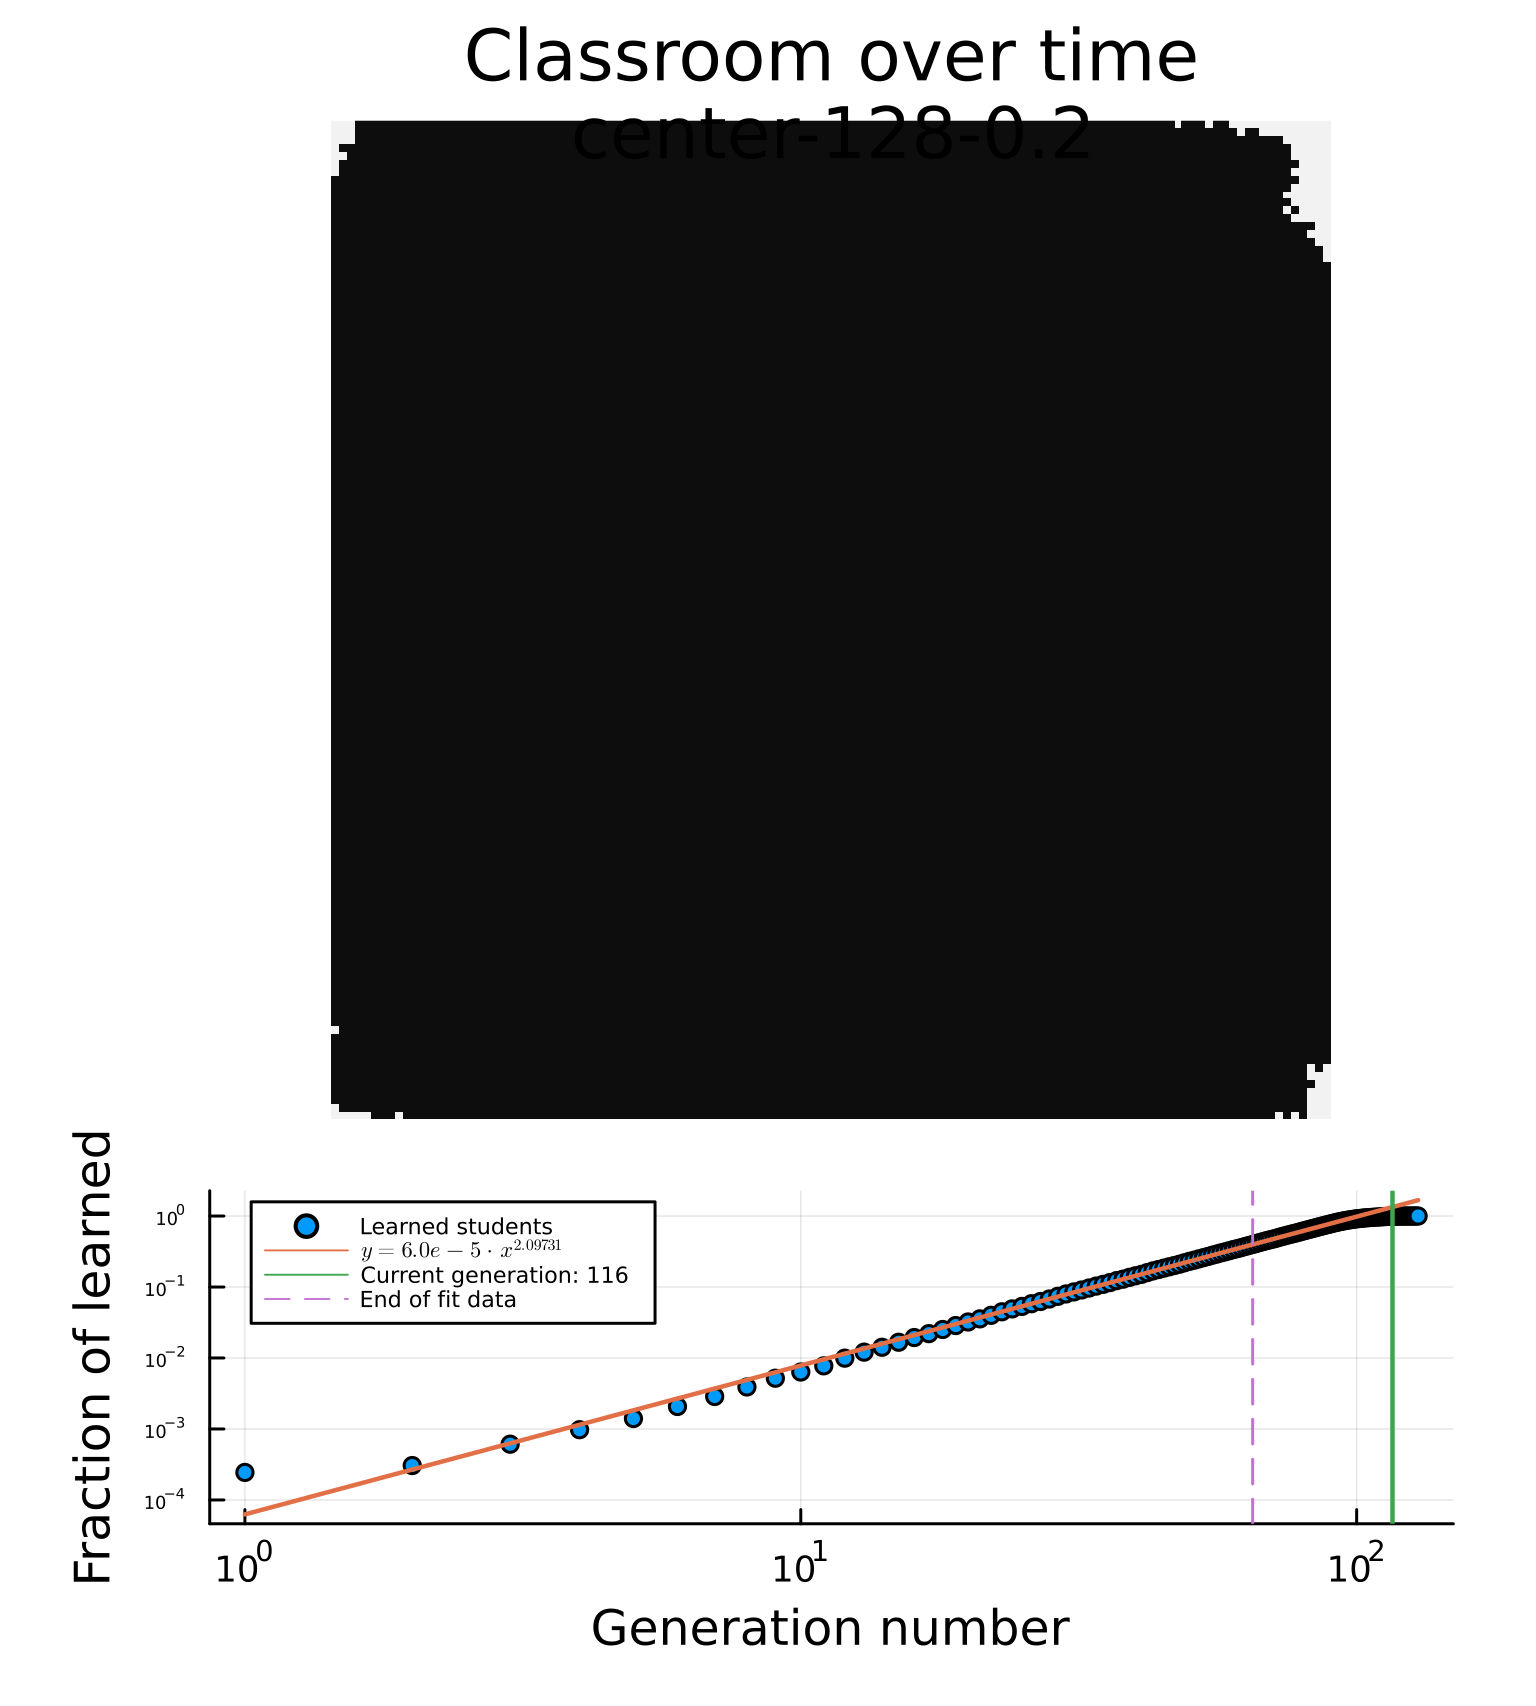 Classroom over time
center-128-0.2
Fraction of learned
10⁰
10⁻¹
10⁻²
10⁻³
10⁻⁴
Learned students
y = 6.0e − 5 · x^2.09731
Current generation: 116
End of fit data
10⁰ 10¹ 10²
Generation number